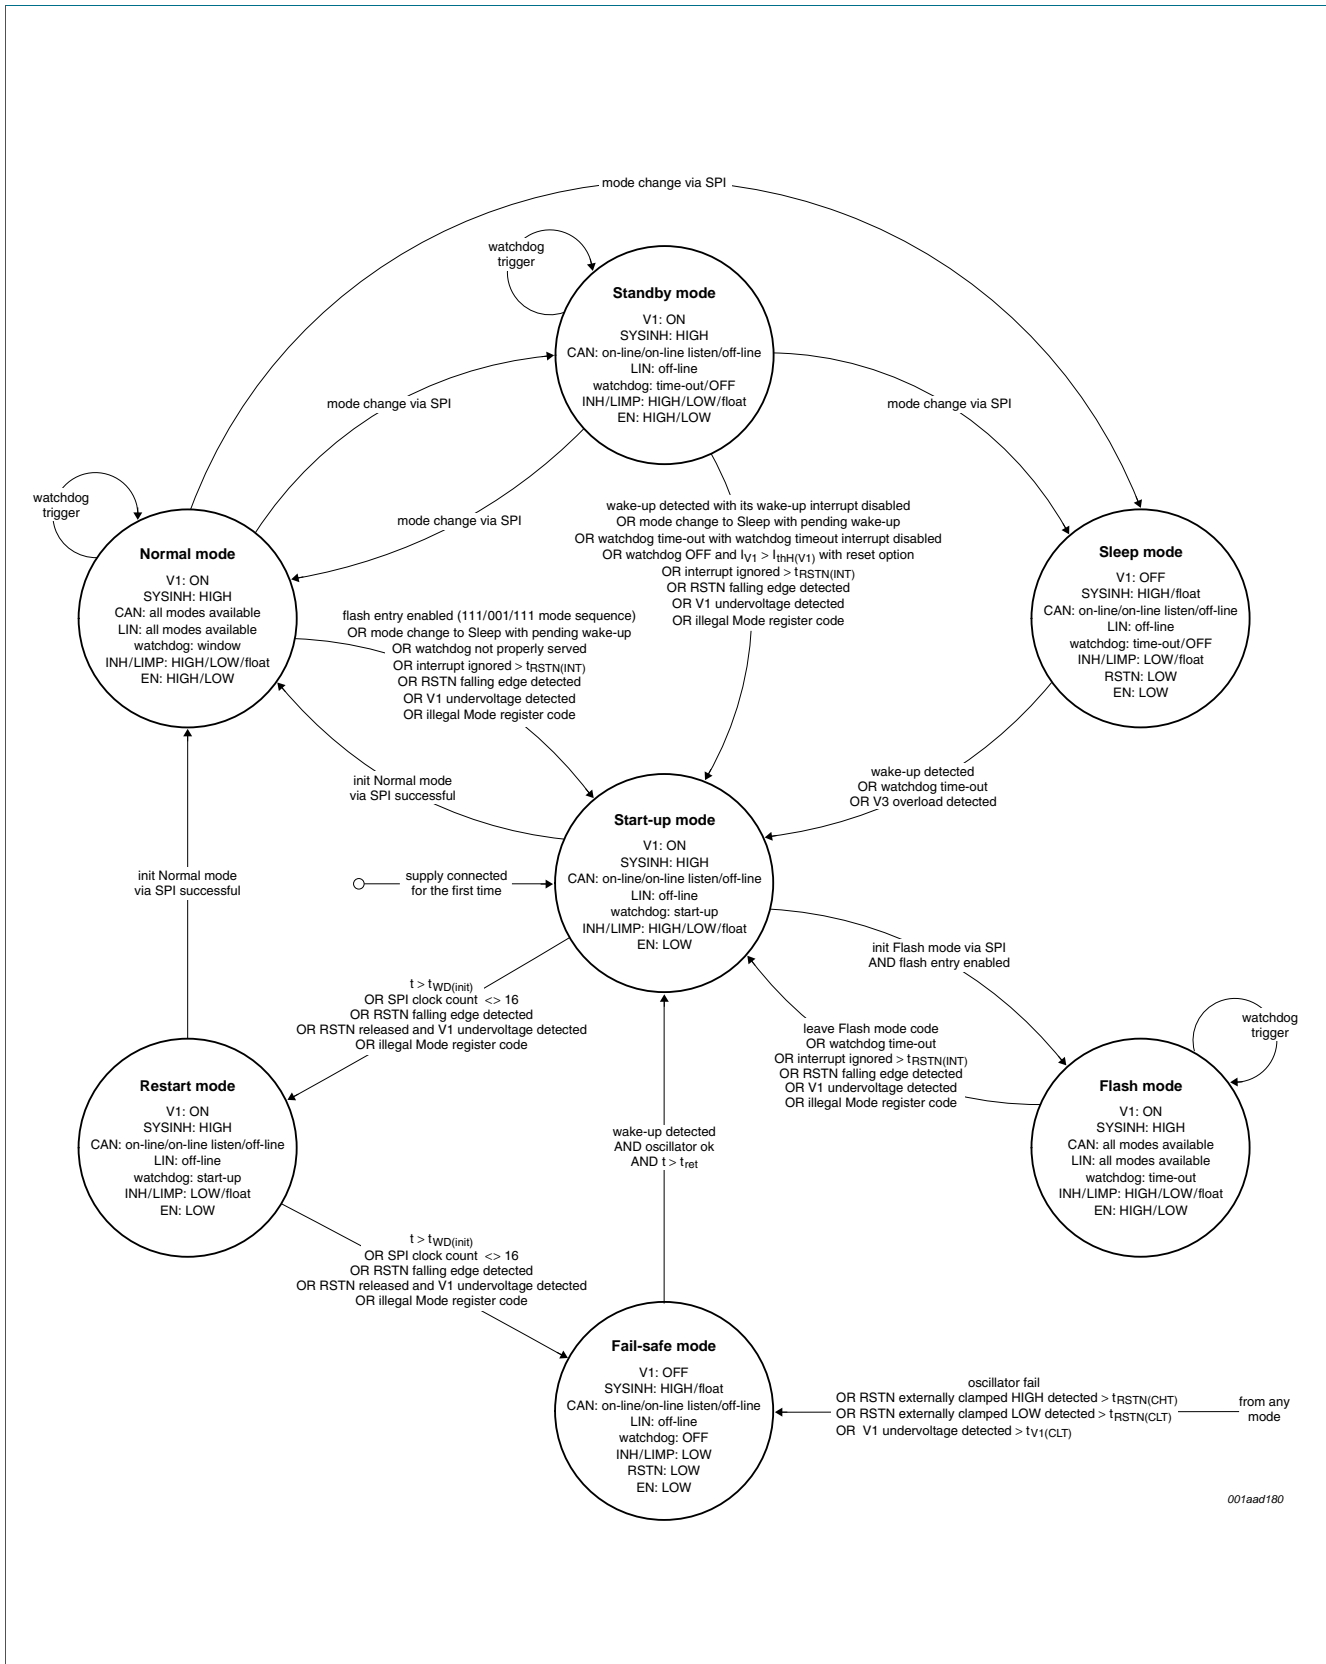 mode change via SPI
watchdog
trigger
Standby mode
V1: ON
SYSINH: HIGH
CAN: on-line/on-line listen/off-line
LIN: off-line
watchdog: time-out/OFF
INH/LIMP: HIGH/LOW/float
EN: HIGH/LOW
mode change via SPI
mode change via SPI
watchdog
trigger
mode change via SPI
wake-up detected with its wake-up interrupt disabled
OR mode change to Sleep with pending wake-up
OR watchdog time-out with watchdog timeout interrupt disabled
OR watchdog OFF and IV1 > IthH(V1) with reset option
OR interrupt ignored > tRSTN(INT)
OR RSTN falling edge detected
OR V1 undervoltage detected
OR illegal Mode register code
Normal mode
V1: ON
SYSINH: HIGH
CAN: all modes available
LIN: all modes available
watchdog: window
INH/LIMP: HIGH/LOW/float
EN: HIGH/LOW
Sleep mode
V1: OFF
SYSINH: HIGH/float
CAN: on-line/on-line listen/off-line
LIN: off-line
watchdog: time-out/OFF
INH/LIMP: LOW/float
RSTN: LOW
EN: LOW
flash entry enabled (111/001/111 mode sequence)
OR mode change to Sleep with pending wake-up
OR watchdog not properly served
OR interrupt ignored > tRSTN(INT)
OR RSTN falling edge detected
OR V1 undervoltage detected
OR illegal Mode register code
init Normal mode
via SPI successful
wake-up detected
OR watchdog time-out
OR V3 overload detected
Start-up mode
V1: ON
SYSINH: HIGH
CAN: on-line/on-line listen/off-line
LIN: off-line
watchdog: start-up
INH/LIMP: HIGH/LOW/float
EN: LOW
init Normal mode
via SPI successful
supply connected
for the first time
init Flash mode via SPI
AND flash entry enabled
t > tWD(init)
OR SPI clock count <> 16
OR RSTN falling edge detected
OR RSTN released and V1 undervoltage detected
OR illegal Mode register code
leave Flash mode code
OR watchdog time-out
OR interrupt ignored > tRSTN(INT)
OR RSTN falling edge detected
OR V1 undervoltage detected
OR illegal Mode register code
watchdog
trigger
Restart mode
V1: ON
SYSINH: HIGH
CAN: on-line/on-line listen/off-line
LIN: off-line
watchdog: start-up
INH/LIMP: LOW/float
EN: LOW
wake-up detected
AND oscillator ok
AND t > tret
Flash mode
V1: ON
SYSINH: HIGH
CAN: all modes available
LIN: all modes available
watchdog: time-out
INH/LIMP: HIGH/LOW/float
EN: HIGH/LOW
t > tWD(init)
OR SPI clock count <> 16
OR RSTN falling edge detected
OR RSTN released and V1 undervoltage detected
OR illegal Mode register code
Fail-safe mode
V1: OFF
SYSINH: HIGH/float
CAN: on-line/on-line listen/off-line
LIN: off-line
watchdog: OFF
INH/LIMP: LOW
RSTN: LOW
EN: LOW
oscillator fail
OR RSTN externally clamped HIGH detected > tRSTN(CHT)
OR RSTN externally clamped LOW detected > tRSTN(CLT)
OR V1 undervoltage detected > tV1(CLT)
from any
mode
001aad180